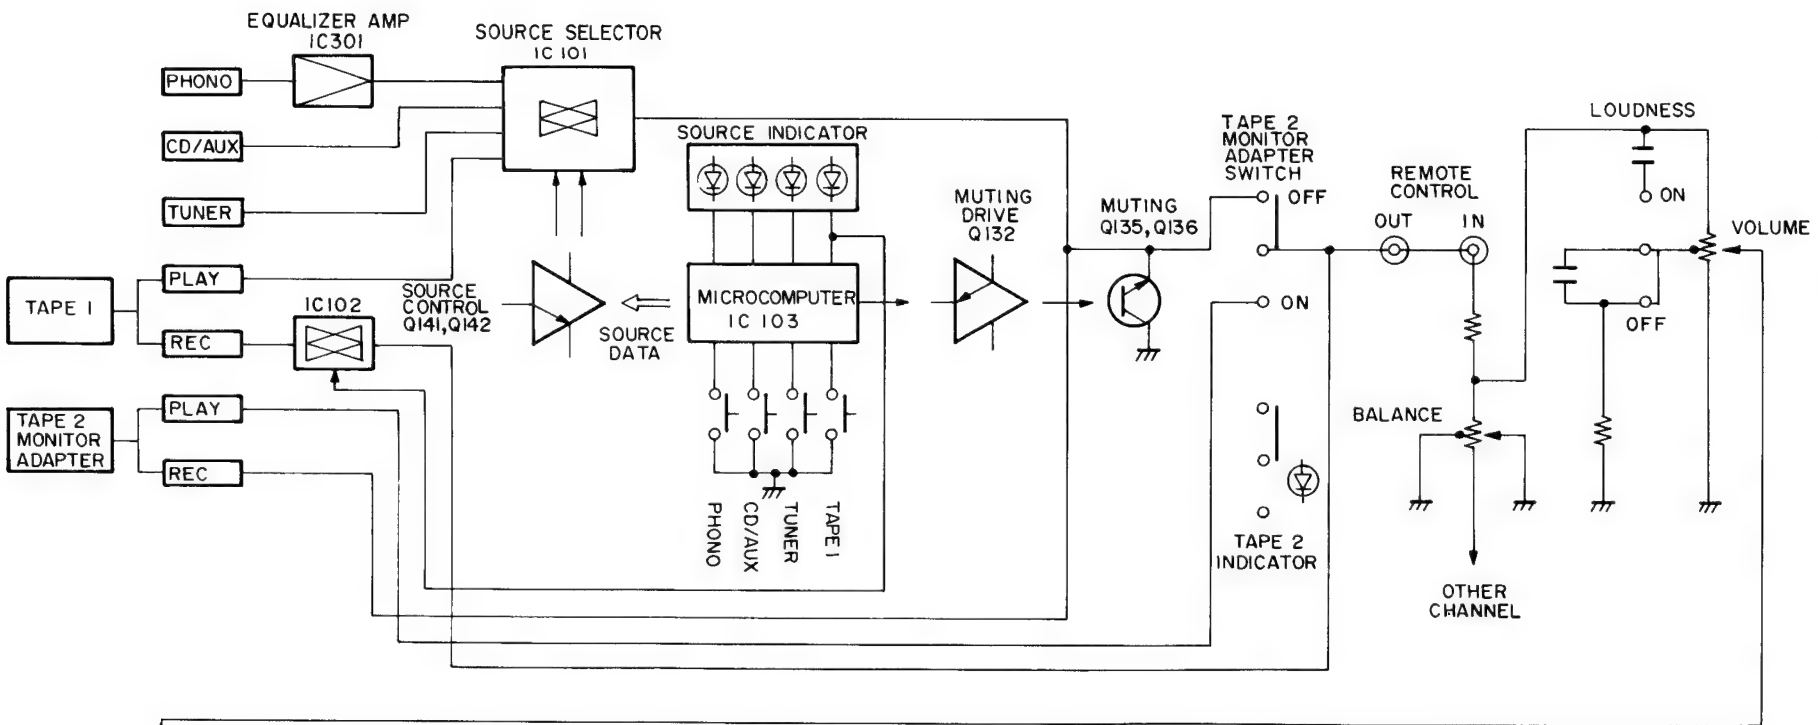 EQUALIZER AMP
IC301
SOURCE SELECTOR
IC 101
PHONO
CD/AUX
TUNER
TAPE 1
PLAY
REC
IC102
TAPE 2
MONITOR
ADAPTER
PLAY
REC
SOURCE
CONTROL
Q141,Q142
SOURCE
DATA
SOURCE INDICATOR
MICROCOMPUTER
IC 103
PHONO
CD/AUX
TUNER
TAPE 1
MUTING
DRIVE
Q132
MUTING
Q135,Q136
TAPE 2
MONITOR
ADAPTER
SWITCH
OFF
ON
TAPE 2
INDICATOR
REMOTE
CONTROL
OUT
IN
BALANCE
OTHER
CHANNEL
LOUDNESS
ON
OFF
VOLUME